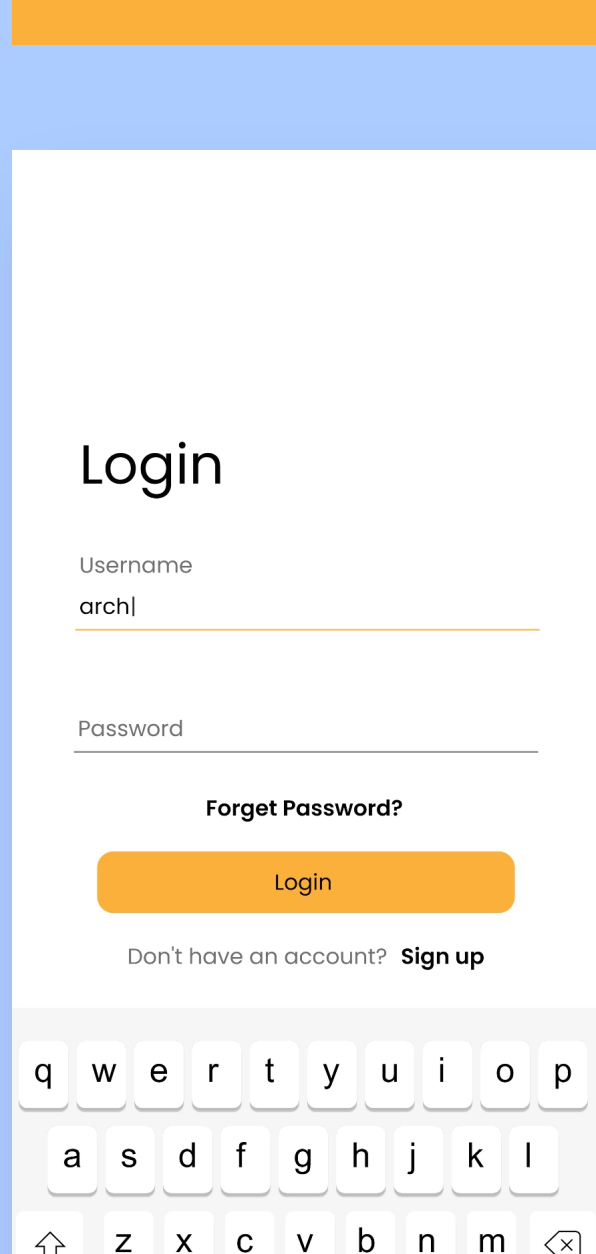 Login
Username
arch
Password
Forget Password?
Login
Don't have an account? Sign up
q w e r t y u i o p
a s d f g h j k l
z x c v b n m